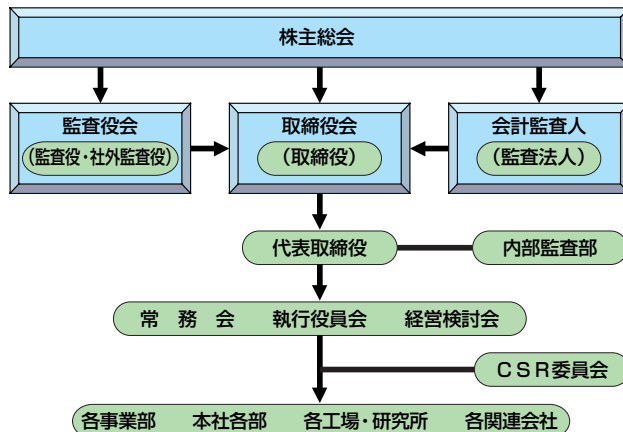 株主総会
監査役会
(監査役・社外監査役)
取締役会
(取締役)
会計監査人
(監査法人)
代表取締役
内部監査部
常 務 会 執行役員会 経営検討会
CSR委員会
各事業部 本社各部 各工場・研究所 各関連会社